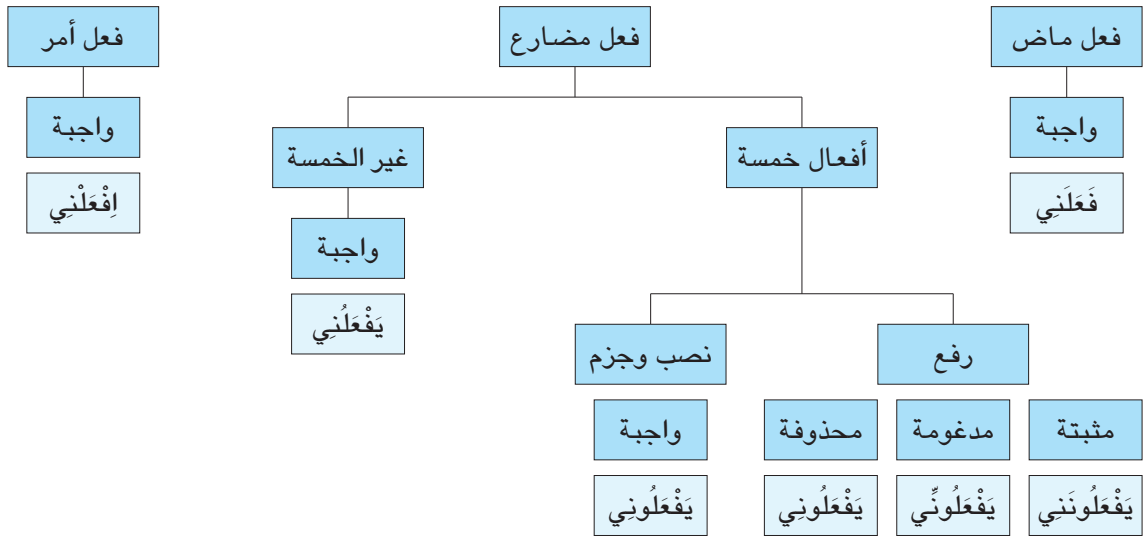 فعل ماض
فعل مضارع
فعل أمر
واجبة
أفعال خمسة
غير الخمسة
واجبة
فَعَلَنِي
واجبة
اِفْعَلْنِي
يَفْعَلُنِي
رفع
نصب وجزم
مثبتة
مدغومة
محذوفة
واجبة
يَفْعَلُونَنِي
يَفْعَلُونِّي
يَفْعَلُونِي
يَفْعَلُونِي